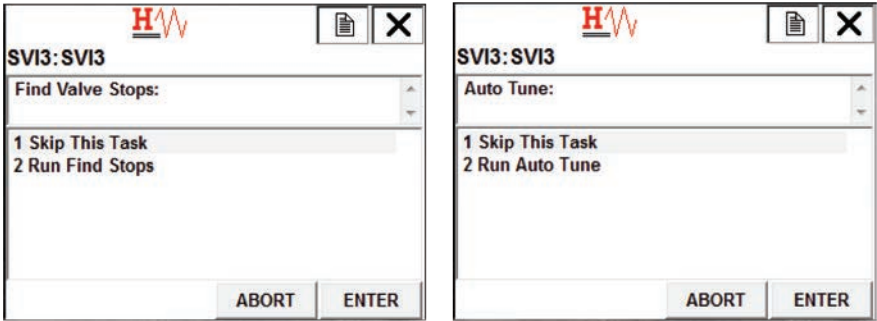 H
SVI3:SVI3
Find Valve Stops:
1 Skip This Task
2 Run Find Stops
ABORT
ENTER
H
SVI3:SVI3
Auto Tune:
1 Skip This Task
2 Run Auto Tune
ABORT
ENTER